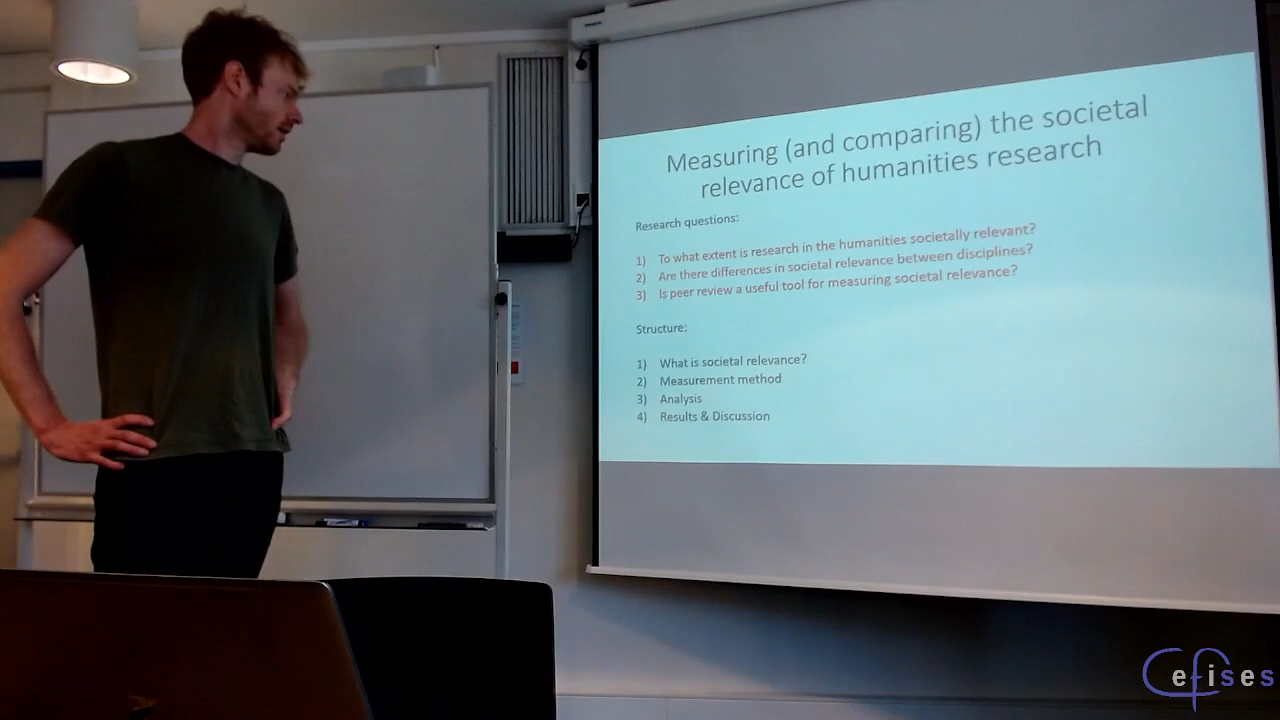 Measuring (and comparing) the societal
relevance of humanities research
Research questions:
1) To what extent is research in the humanities societally relevant?
2) Are there differences in societal relevance between disciplines?
3) Is peer review a useful tool for measuring societal relevance?
Structure:
1) What is societal relevance?
2) Measurement method
3) Analysis
4) Results & Discussion
Cefises